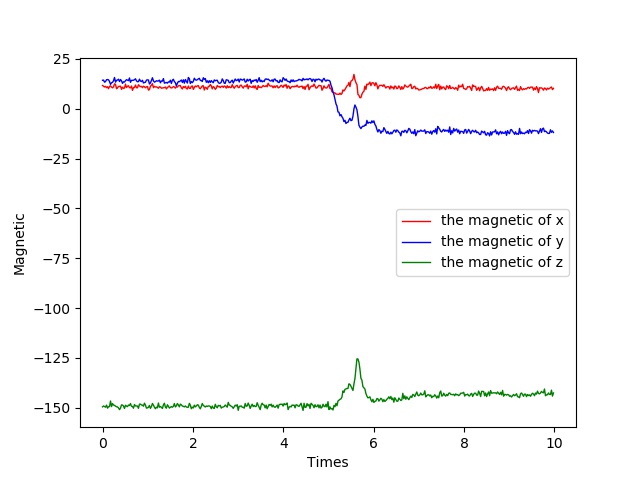 25
0
−25
−50
−75
−100
−125
−150
0
2
4
6
8
10
Times
Magnetic
the magnetic of x
the magnetic of y
the magnetic of z